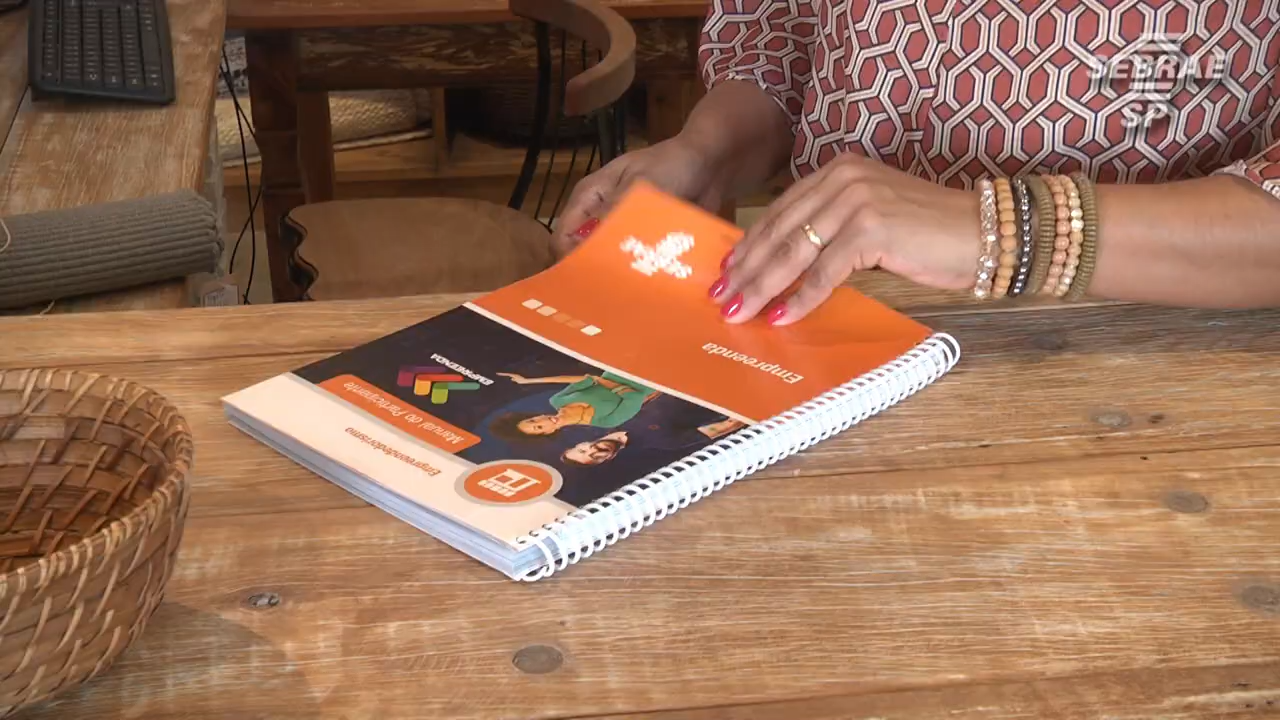 SEBRAE
SP
Empreenda
EMPREENDA
Manual do Participante
Empreendedorismo